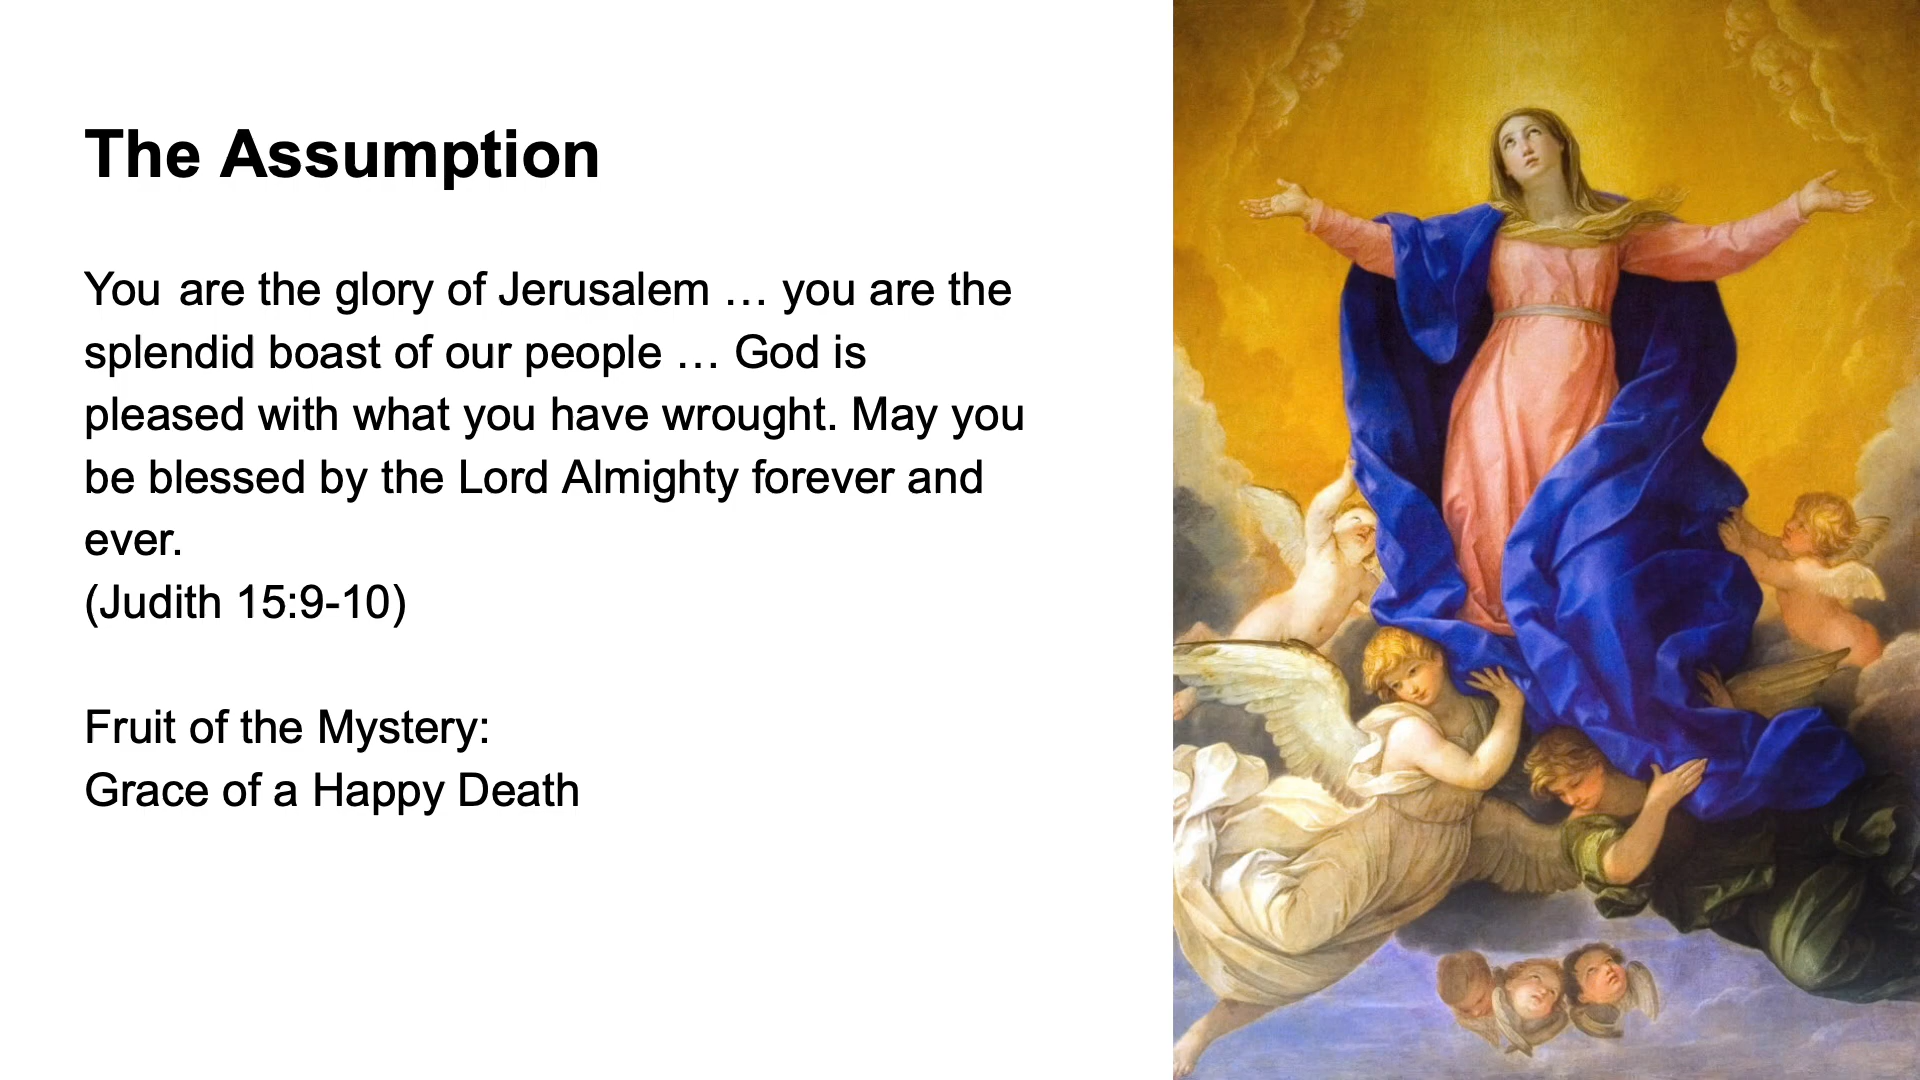 The Assumption
You are the glory of Jerusalem … you are the
splendid boast of our people … God is
pleased with what you have wrought. May you
be blessed by the Lord Almighty forever and
ever.
(Judith 15:9-10)
Fruit of the Mystery:
Grace of a Happy Death